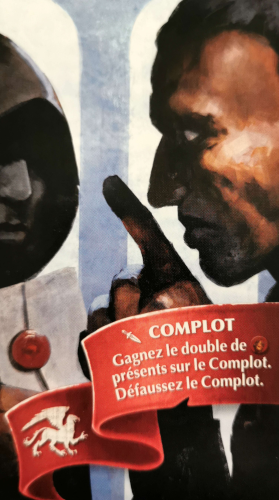 COMPLOT
Gagnez le double de
présents sur le Complot.
Défaussez le Complot.